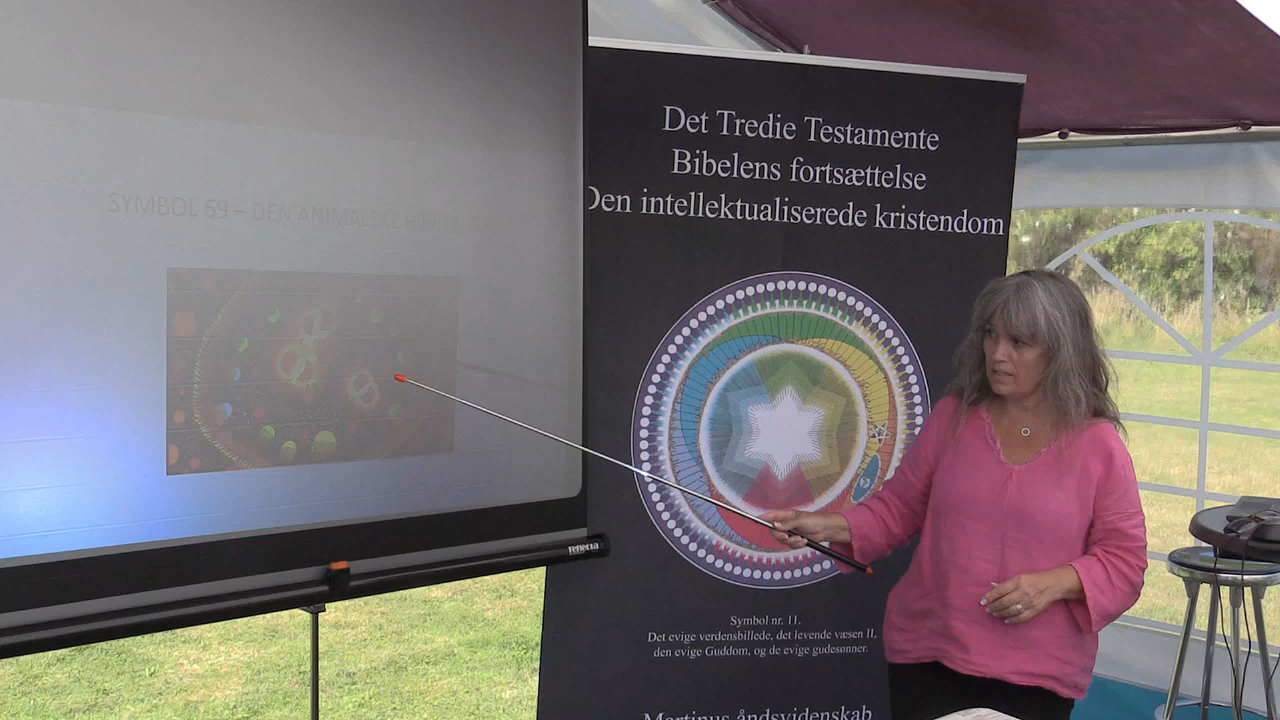 SYMBOL 69 – DEN ANIMALSKE
reflecta
Det Tredie Testamente
Bibelens fortsættelse
Den intellektualiserede kristendom
Symbol nr. 11.
Det evige verdensbillede, det levende væsen II,
den evige Guddom, og de evige gudesønner.
Martinus åndsvidenskab